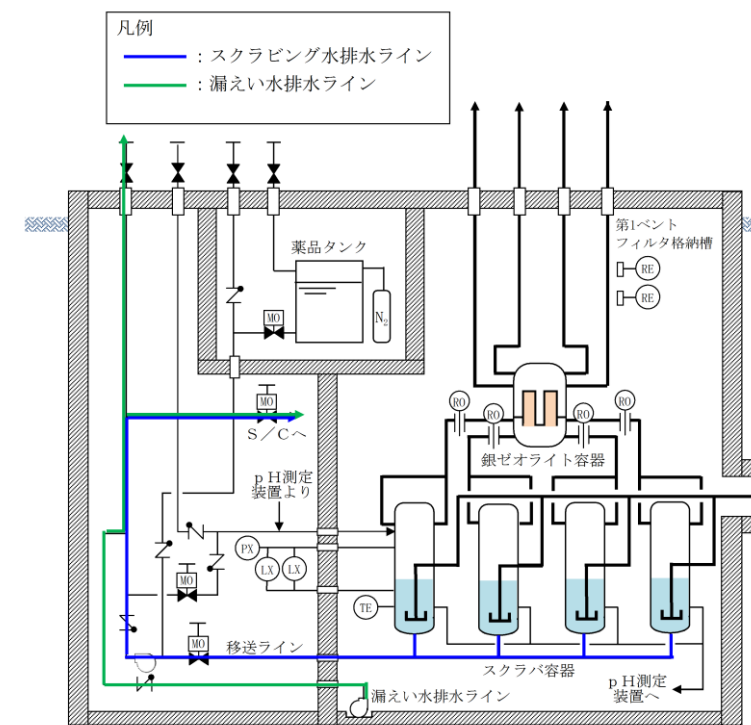 凡例
：スクラビング水排水ライン
：漏えい水排水ライン
第1ベント
フィルタ格納槽
RE
RE
薬品タンク
MO
N₂
MO
S／Cへ
RO
RO
RO
RO
銀ゼオライト容器
ｐH測定
装置より
PX
LX
LX
MO
TE
MO
移送ライン
スクラバ容器
ｐH測定
装置へ
漏えい水排水ライン